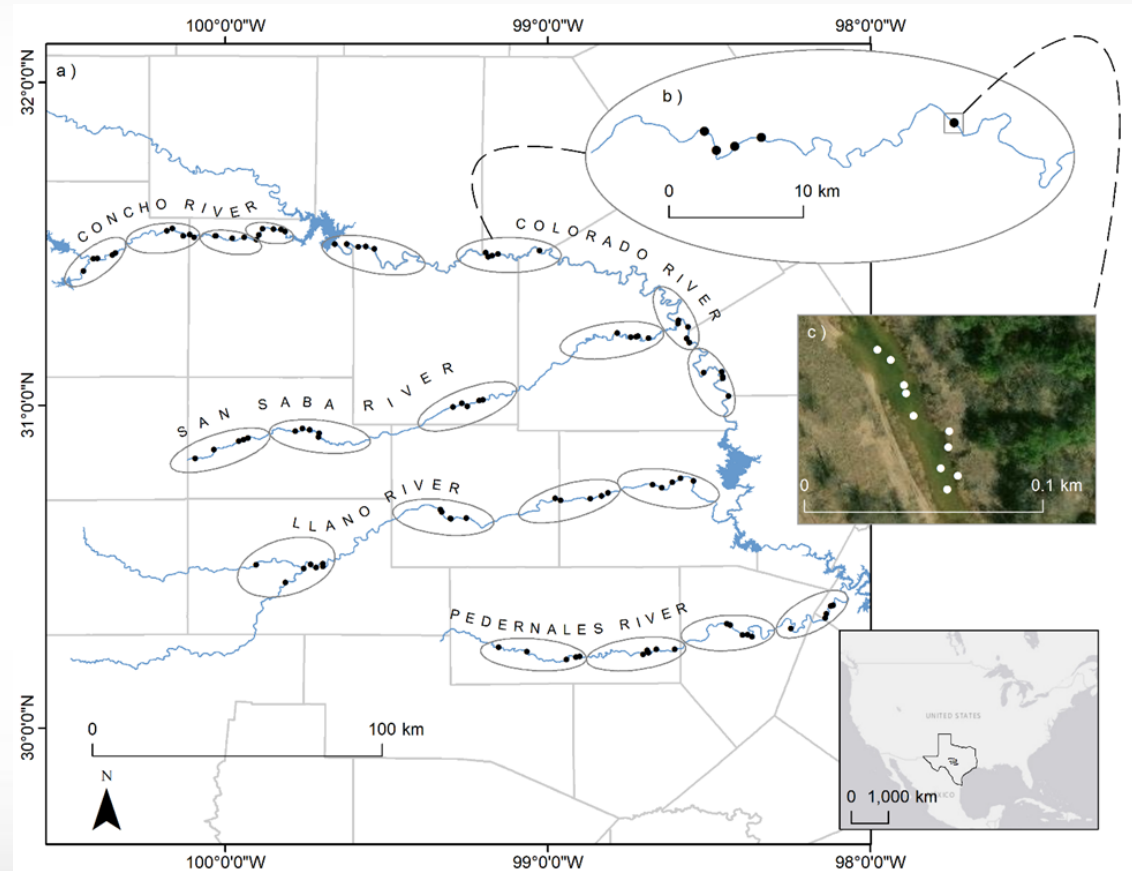 100°0'0"W 99°0'0"W 98°0'0"W
32°0'0"N
31°0'0"N
30°0'0"N
a )
b )
0 10 km
CONCHO RIVER
COLORADO RIVER
c )
0 0.1 km
SAN SABA RIVER
LLANO RIVER
PEDERNALES RIVER
0 100 km
N
UNITED STATES
0 1,000 km
100°0'0"W 99°0'0"W 98°0'0"W